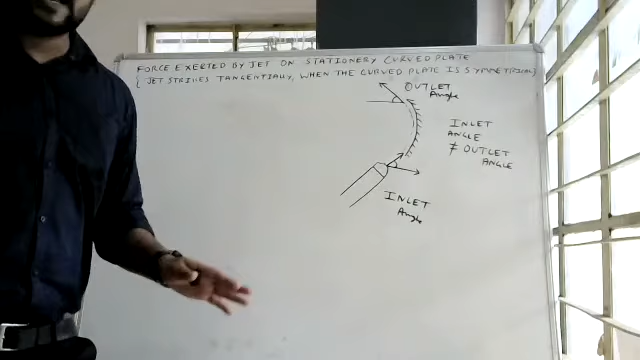 FORCE EXERTED BY JET ON STATIONERY CURVED PLATE
( JET STRIKES TANGENTIALLY, WHEN THE CURVED PLATE IS SYMMETRICAL)
OUTLET
Angle
INLET
ANGLE
≠ OUTLET
ANGLE
INLET
Angle